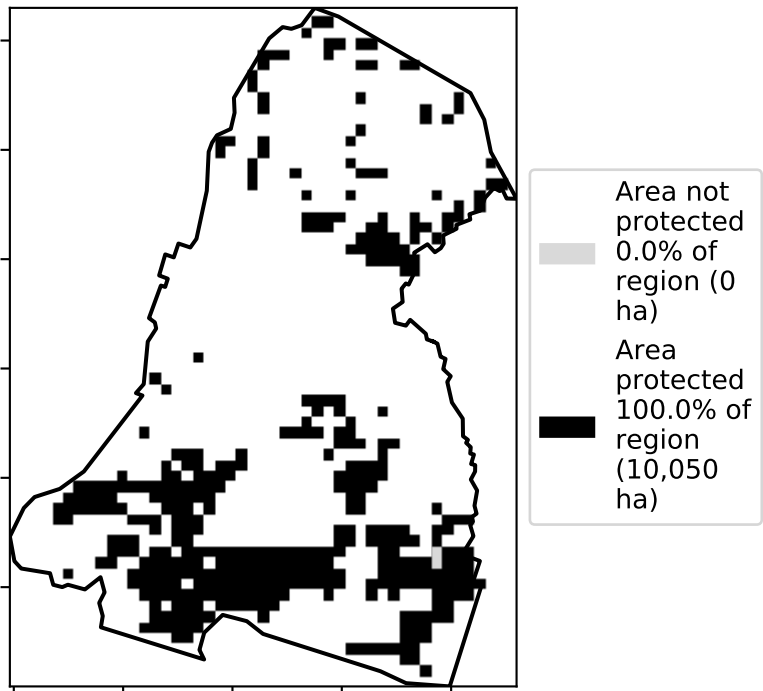 Area not
protected
0.0% of
region (0
ha)
Area
protected
100.0% of
region
(10,050
ha)